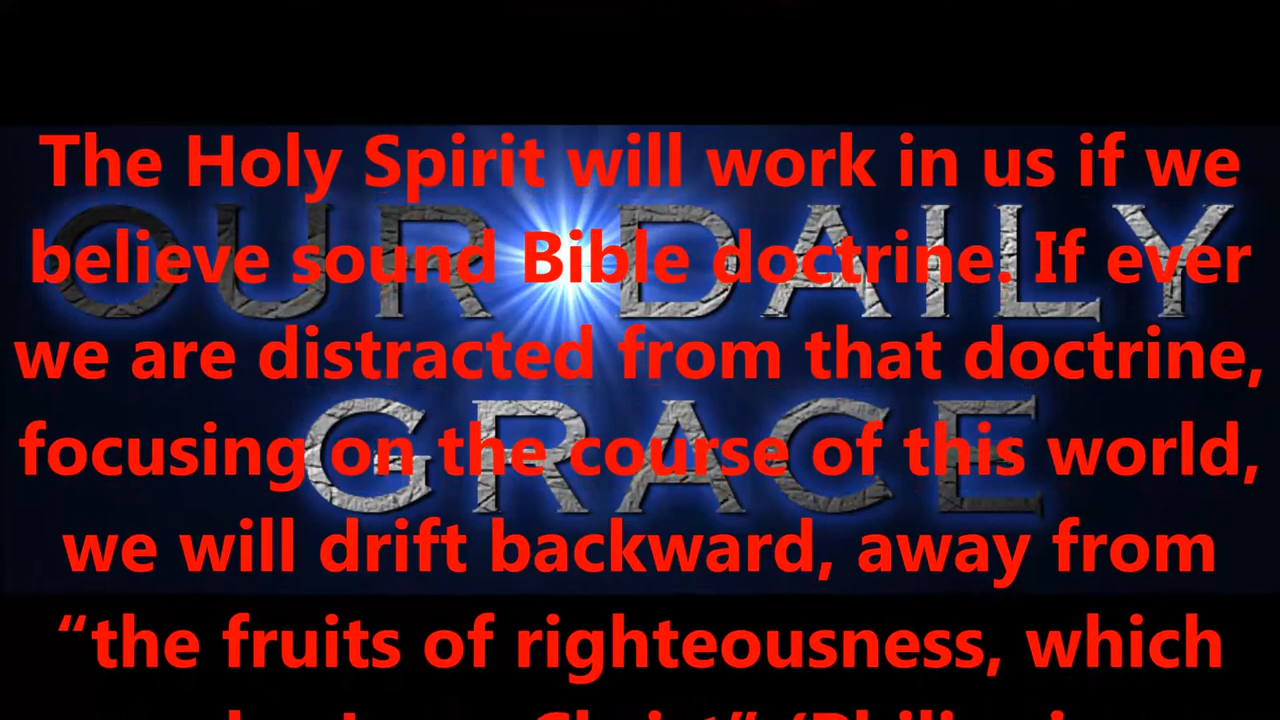 The Holy Spirit will work in us if we
believe sound Bible doctrine. If ever
OUR DAILY
we are distracted from that doctrine,
focusing on the course of this world,
GRACE
we will drift backward, away from
“the fruits of righteousness, which
Christ”